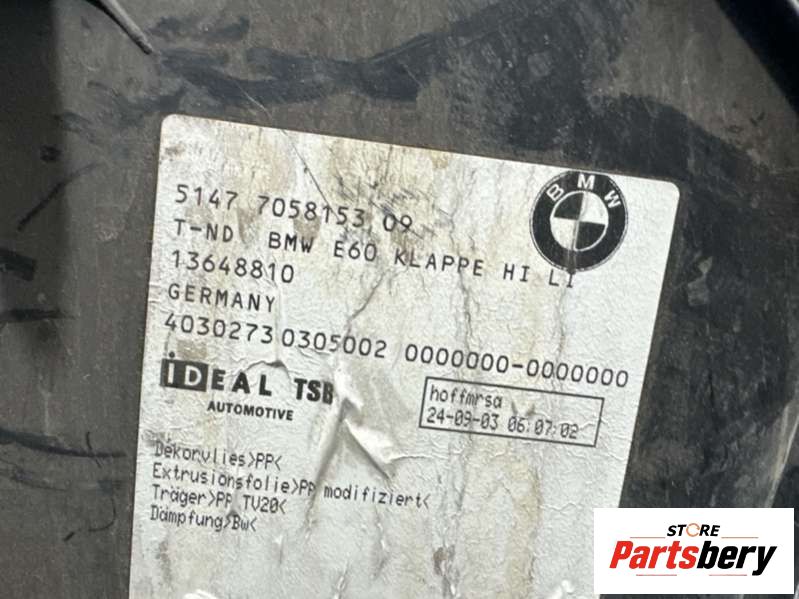 5147 7058153 09
BMW
T-ND BMW E60 KLAPPE HI LI
13648810
GERMANY
4030273 0305002 0000000-0000000
iDEAL TSB
AUTOMOTIVE
hoffmrsa
24-09-03 06:07:02
Dekorvlies>PP<
Extrusionsfolie>PP modifiziert<
Träger>PP TV20<
Dämpfung>BW<
STORE
Partsbery